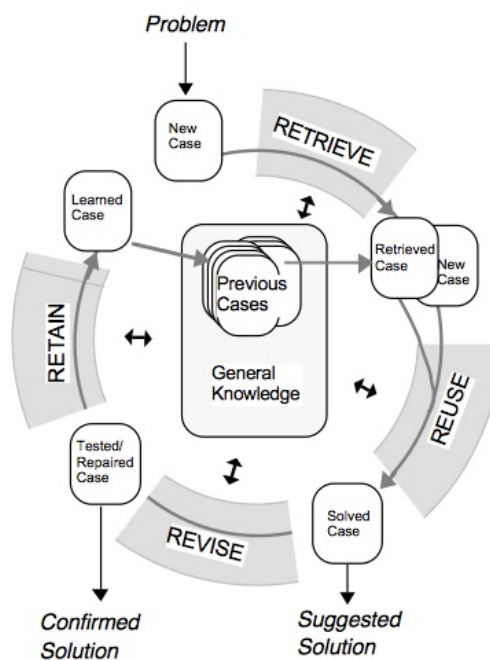 Problem
New
Case
RETRIEVE
Learned
Case
Retrieved
Case
New
Case
Previous
Cases
General
Knowledge
RETAIN
REUSE
Tested/
Repaired
Case
REVISE
Solved
Case
Confirmed
Solution
Suggested
Solution